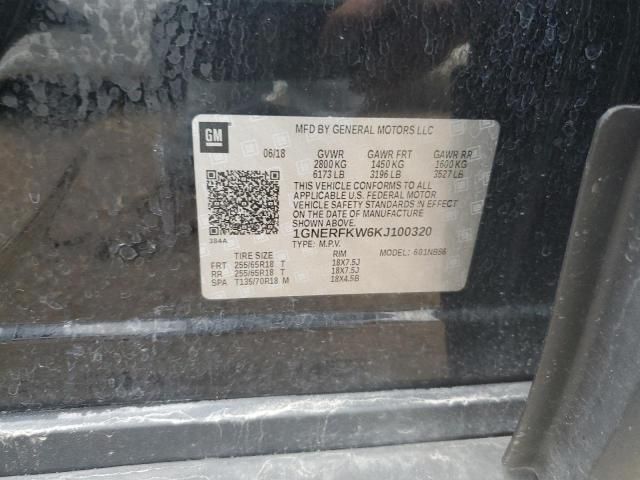 GM
MFD BY GENERAL MOTORS LLC
06/18 GVWR GAWR FRT GAWR RR
2800 KG 1450 KG 1600 KG
6173 LB 3196 LB 3527 LB
THIS VEHICLE CONFORMS TO ALL
APPLICABLE U.S. FEDERAL MOTOR
VEHICLE SAFETY STANDARDS IN EFFECT
ON THE DATE OF MANUFACTURE
SHOWN ABOVE.
1GNERFKW6KJ100320
384A TYPE: M.P.V.
TIRE SIZE RIM MODEL: 601NB56
FRT 255/65R18 T 18X7.5J
RR 255/65R18 T 18X7.5J
SPA T135/70R18 M 18X4.5B